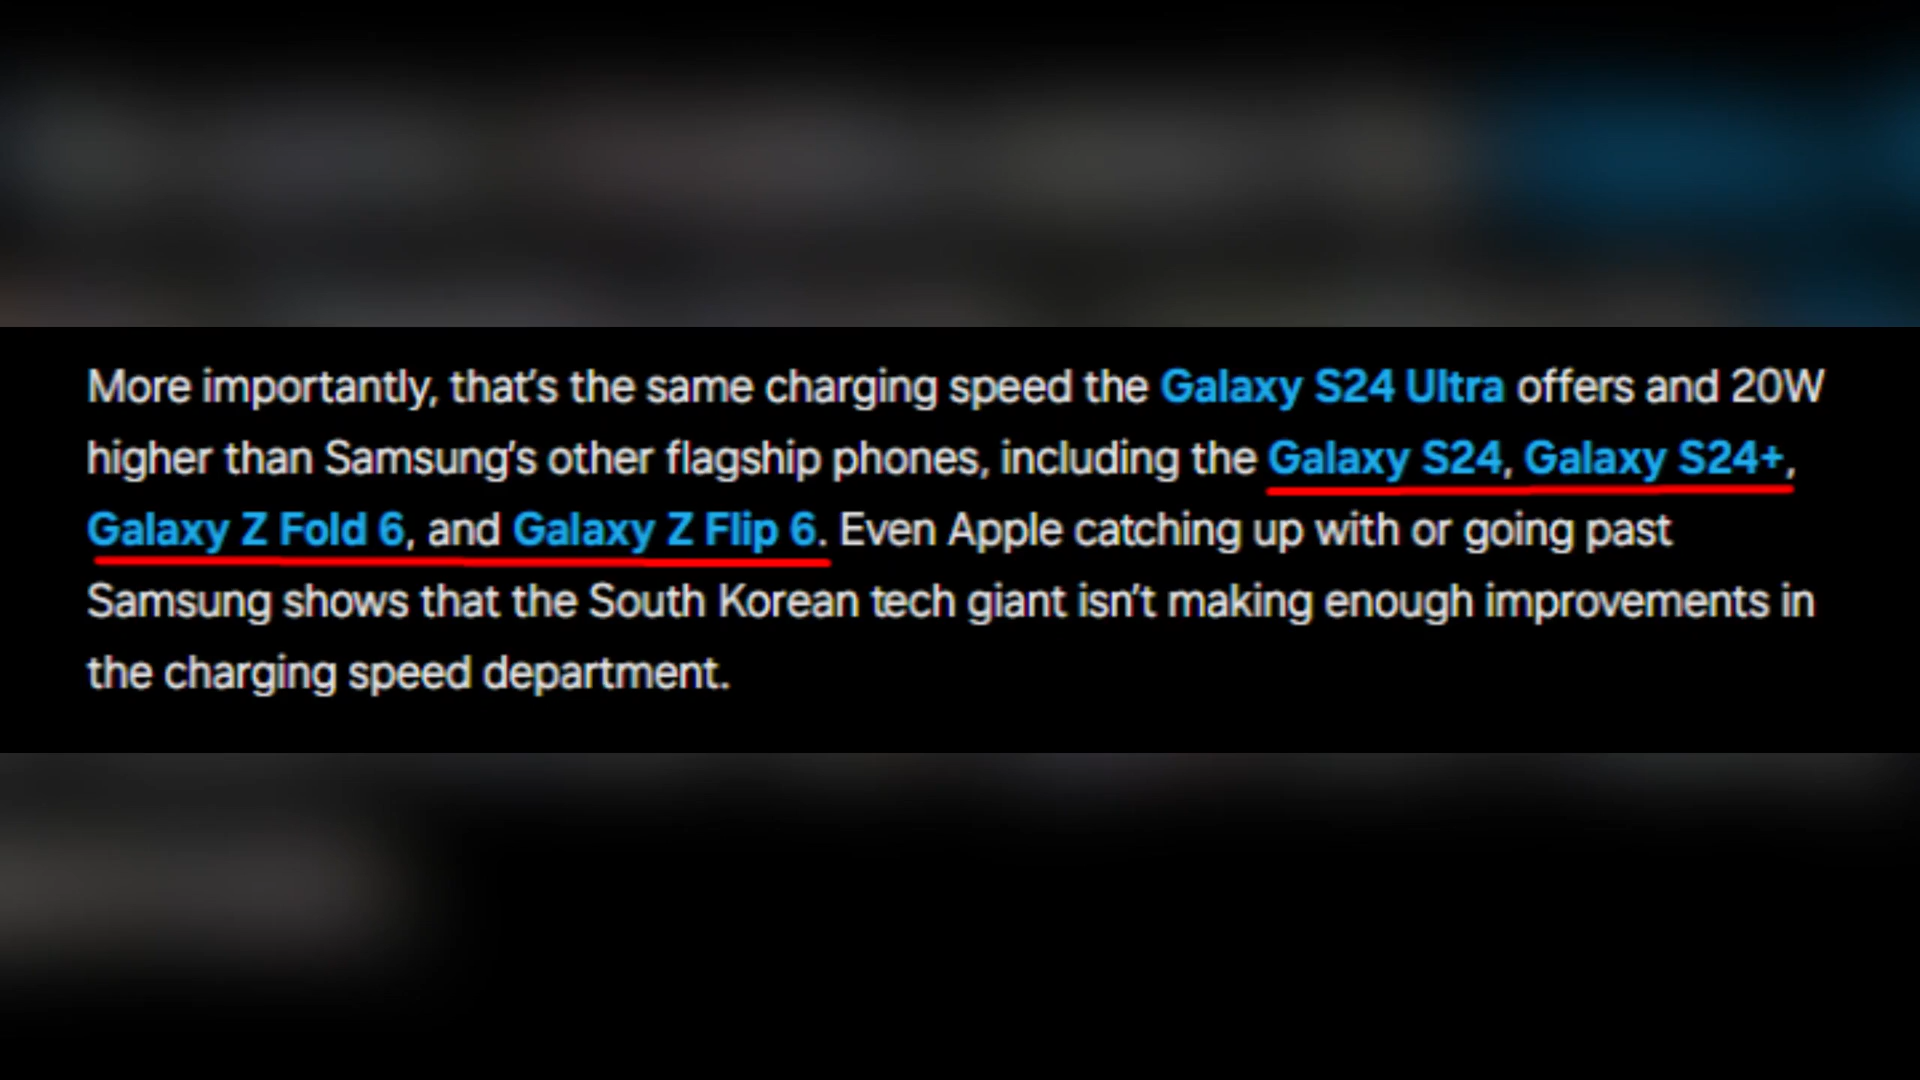 More importantly, that's the same charging speed the Galaxy S24 Ultra offers and 20W
higher than Samsung's other flagship phones, including the Galaxy S24, Galaxy S24+,
Galaxy Z Fold 6, and Galaxy Z Flip 6. Even Apple catching up with or going past
Samsung shows that the South Korean tech giant isn't making enough improvements in
the charging speed department.